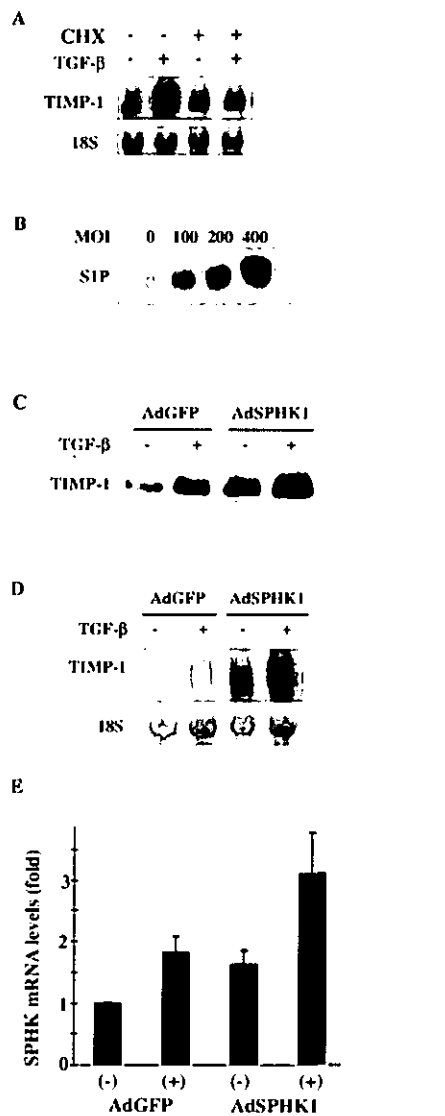 A
CHX - - + +
TGF-β - + - +
TIMP-1
18S
B
MOI 0 100 200 400
S1P
C
AdGFP AdSPHK1
TGF-β - + - +
TIMP-1
D
AdGFP AdSPHK1
TGF-β - + - +
TIMP-1
18S
E
SPHK mRNA levels (fold)
3
2
1
0
(-) (+) (-) (+)
AdGFP AdSPHK1